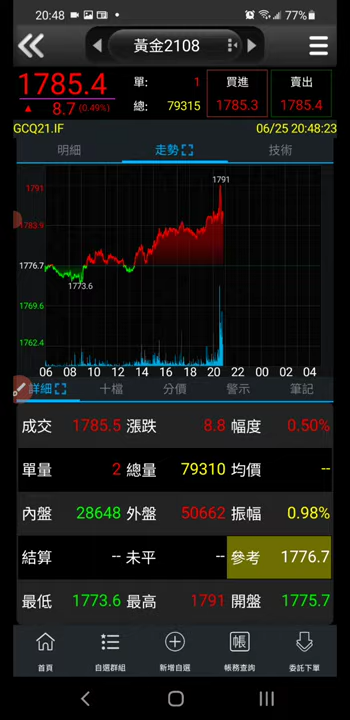 20:48 77%
黃金2108
1785.4 單: 1 買進 賣出
▲ 8.7 (0.49%) 總: 79315 1785.3 1785.4
GCQ21.IF 06/25 20:48:23
明細 走勢 技術
1791 1791
1783.9
1776.7
1773.6
1769.6
1762.4
06 08 10 12 14 16 18 20 22 00 02 04
詳細 十檔 分價 警示 筆記
成交 1785.5 漲跌 8.8 幅度 0.50%
單量 2 總量 79310 均價 --
內盤 28648 外盤 50662 振幅 0.98%
結算 -- 未平 -- 參考 1776.7
最低 1773.6 最高 1791 開盤 1775.7
帳
首頁 自選群組 新增自選 帳務查詢 委託下單